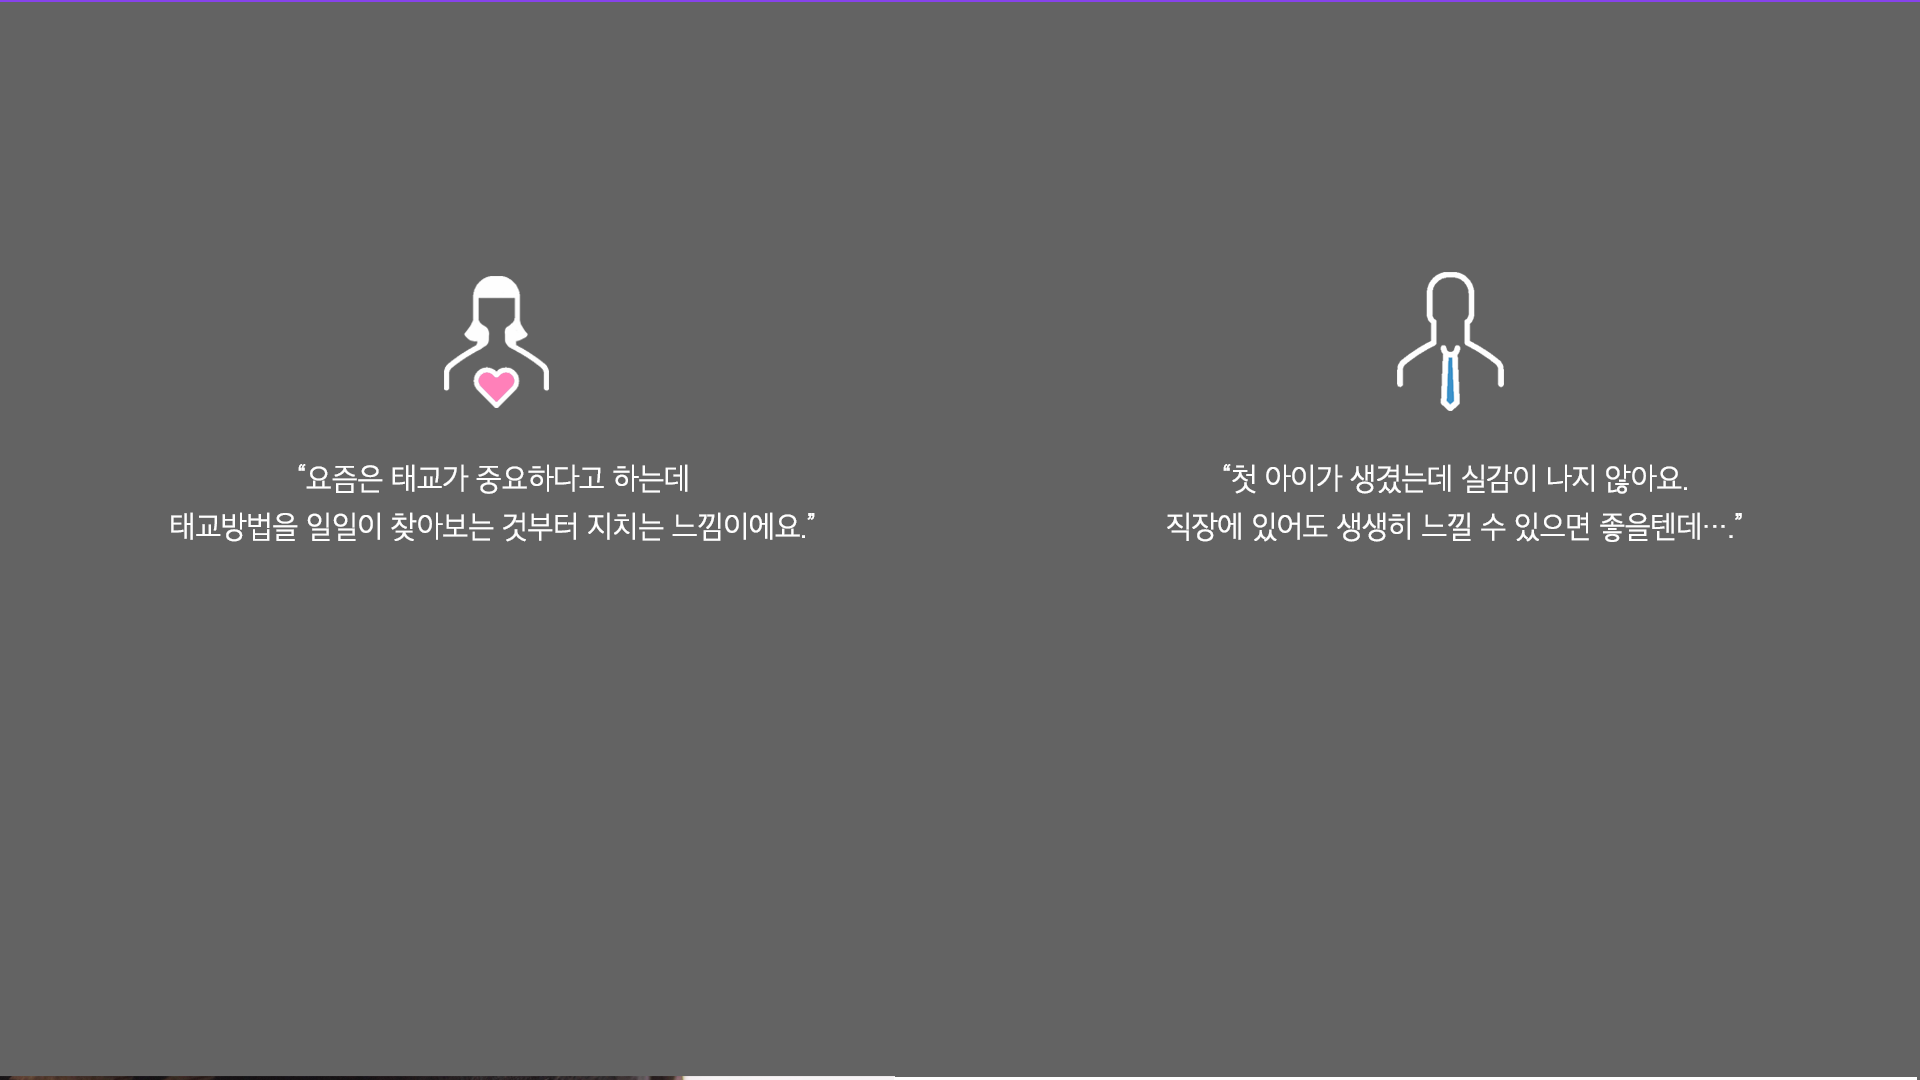 “요즘은 태교가 중요하다고 하는데
태교방법을 일일이 찾아보는 것부터 지치는 느낌이에요.”
“첫 아이가 생겼는데 실감이 나지 않아요.
직장에 있어도 생생히 느낄 수 있으면 좋을텐데….”